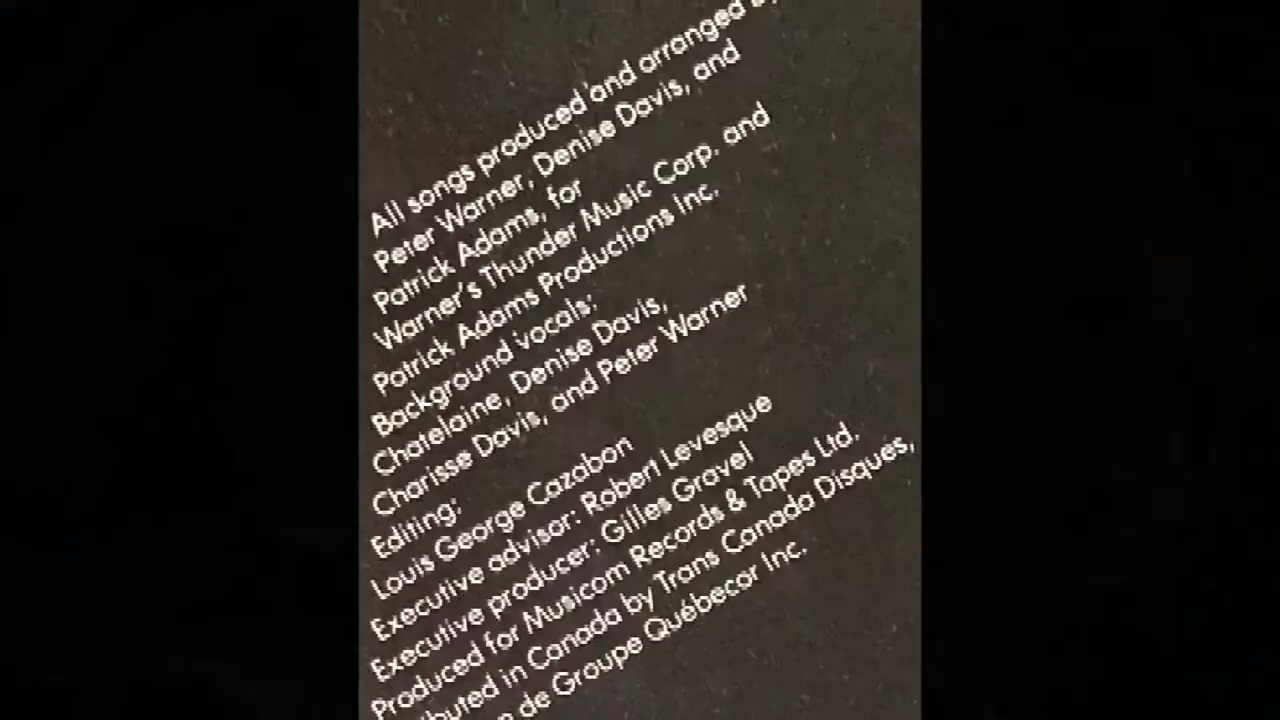 All songs produced and arranged by
Peter Warner, Denise Davis, and
Patrick Adams, for
Warner's Thunder Music Corp. and
Patrick Adams Productions Inc.
Background vocals:
Chatelaine, Denise Davis,
Charisse Davis, and Peter Warner
Editing:
Louis George Cazabon
Executive advisor: Robert Levesque
Executive producer: Gilles Gravel
Produced for Musicom Records & Tapes Ltd.
in Canada by Trans Canada Disques,
de Groupe Québecor Inc.